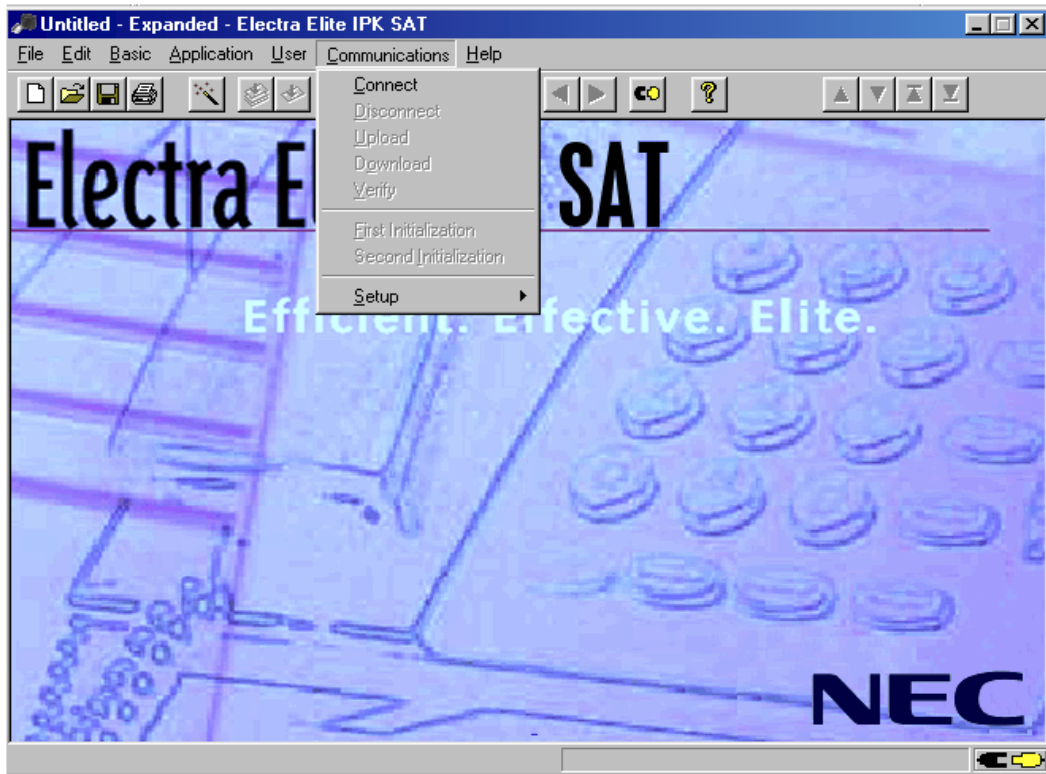 Untitled - Expanded - Electra Elite IPK SAT
File Edit Basic Application User Communications Help
Connect
Disconnect
Upload
Download
Verify
First Initialization
Second Initialization
Setup
Electra E SAT
Efficient. Effective. Elite.
NEC